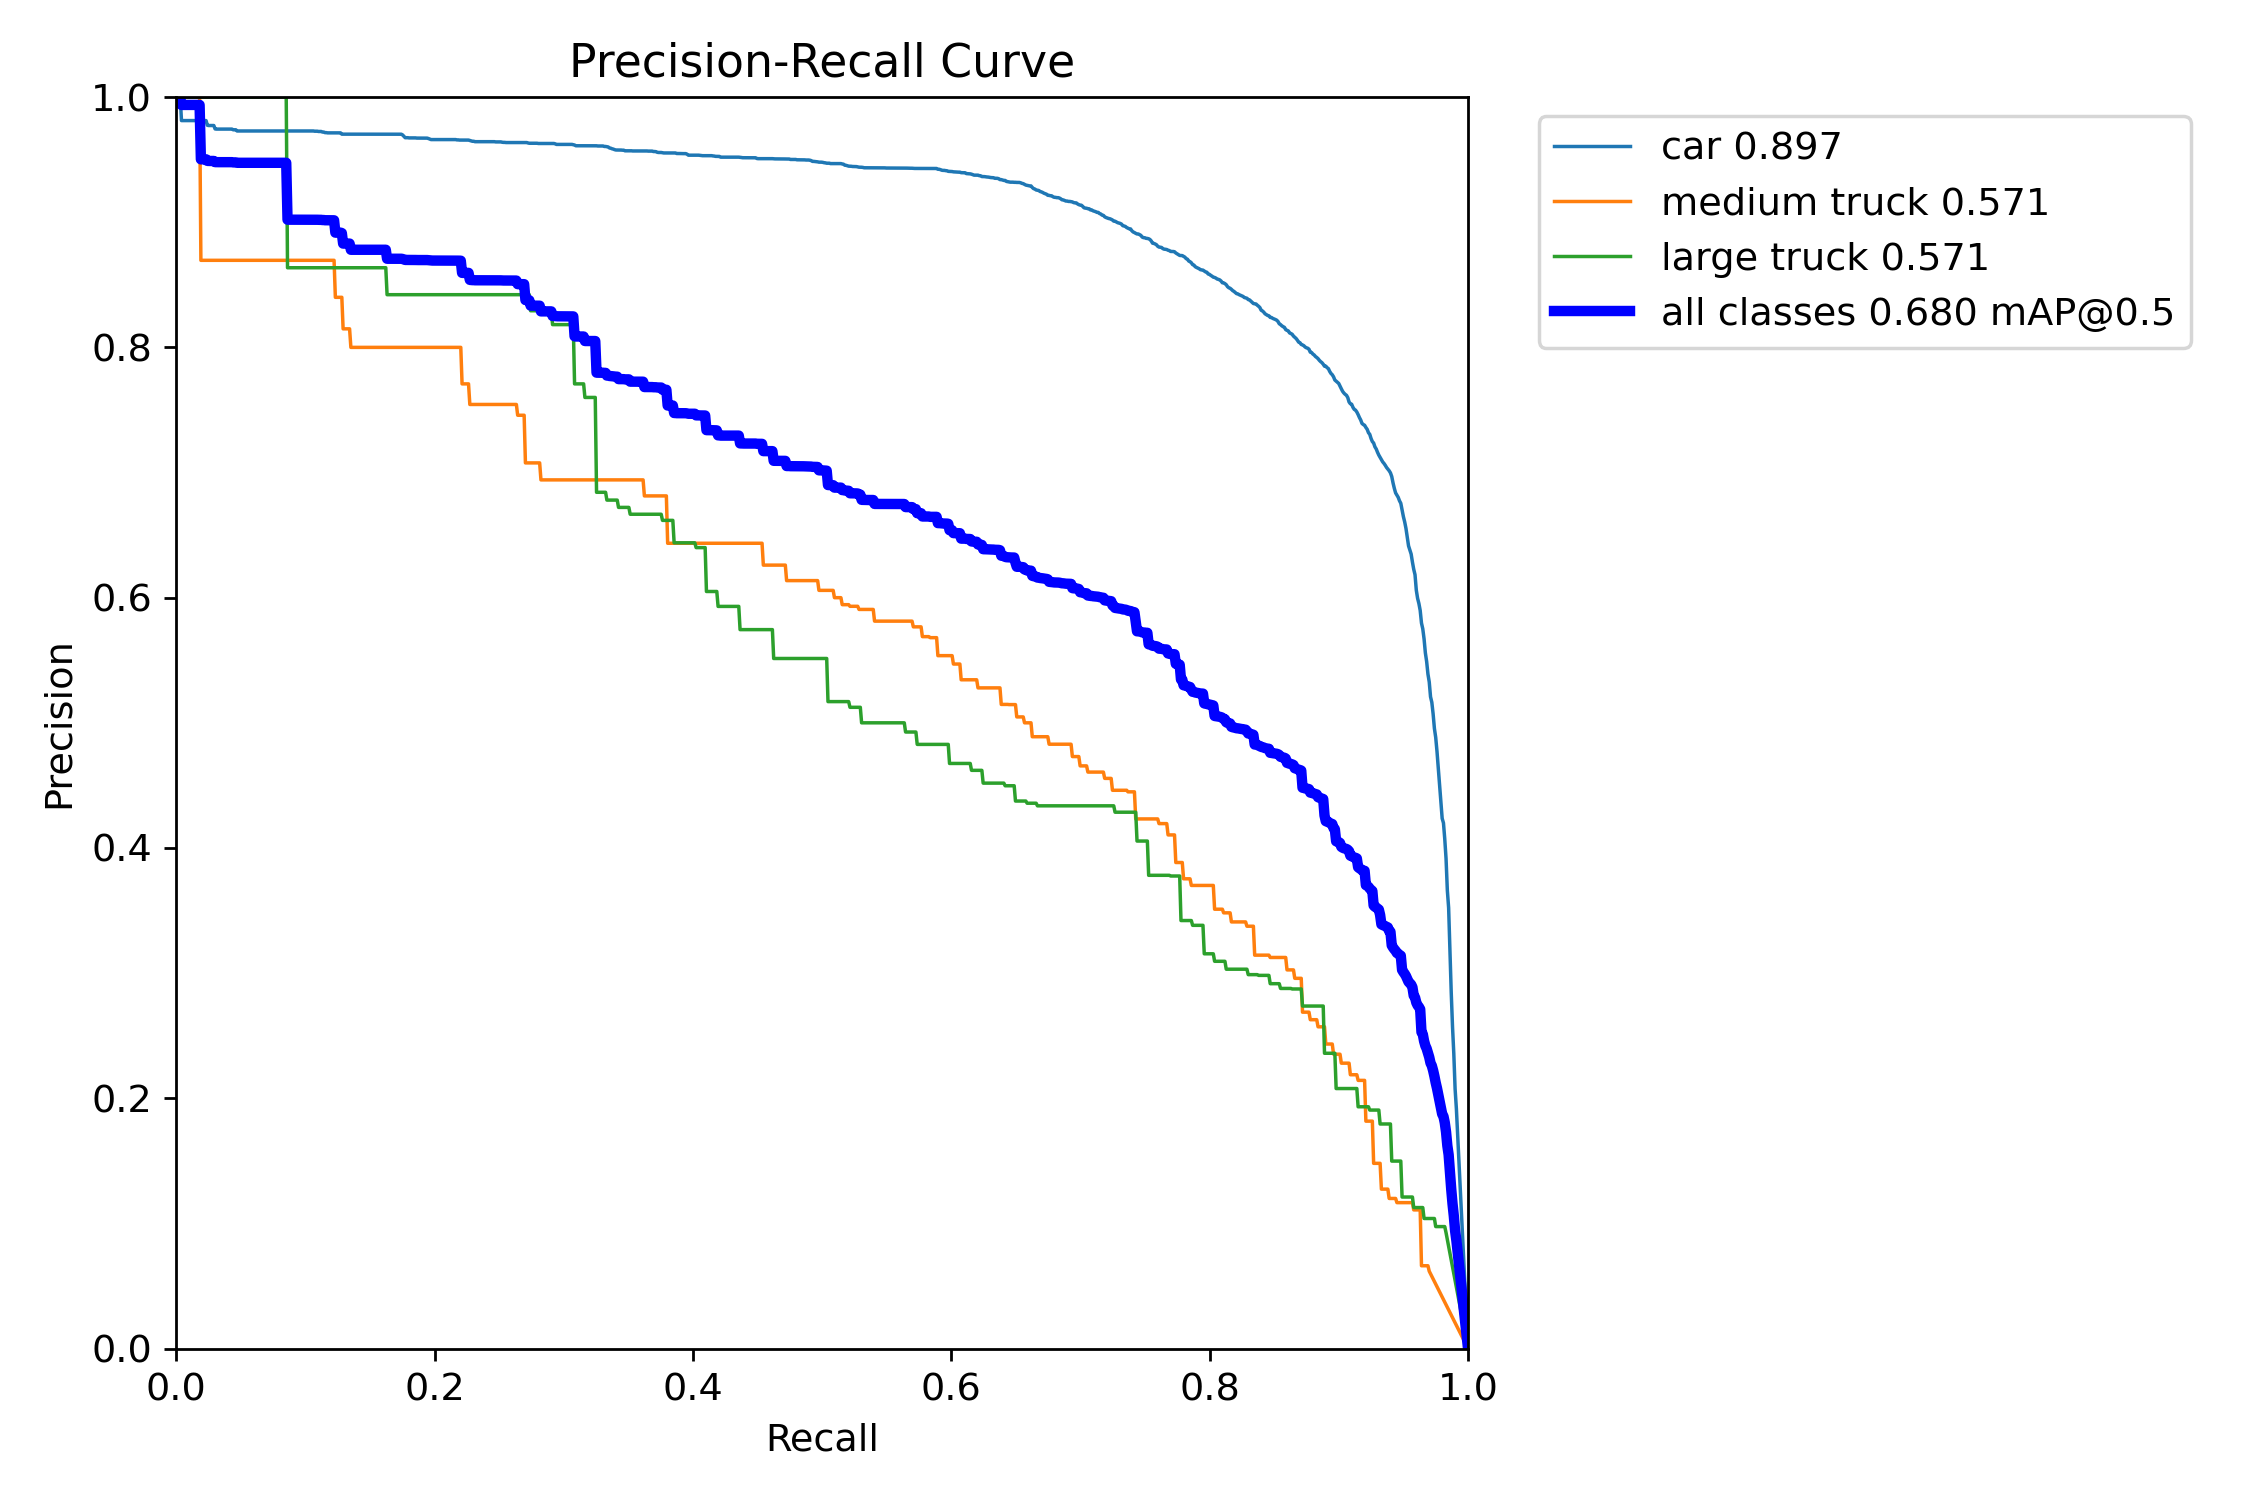 Precision-Recall Curve
1.0
0.8
0.6
0.4
0.2
0.0
Precision
0.0 0.2 0.4 0.6 0.8 1.0
Recall
car 0.897
medium truck 0.571
large truck 0.571
all classes 0.680 mAP@0.5